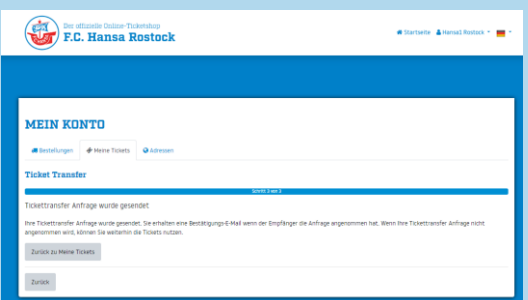 Der offizielle Online-Ticketshop
F.C. Hansa Rostock
Startseite Hansa1 Rostock
MEIN KONTO
Bestellungen Meine Tickets Adressen
Ticket Transfer
Schritt 3 von 3
Tickettransfer Anfrage wurde gesendet
Ihre Tickettransfer Anfrage wurde gesendet. Sie erhalten eine Bestätigungs-E-Mail wenn der Empfänger die Anfrage angenommen hat. Wenn Ihre Tickettransfer Anfrage nicht
angenommen wird, können Sie weiterhin die Tickets nutzen.
Zurück zu Meine Tickets
Zurück